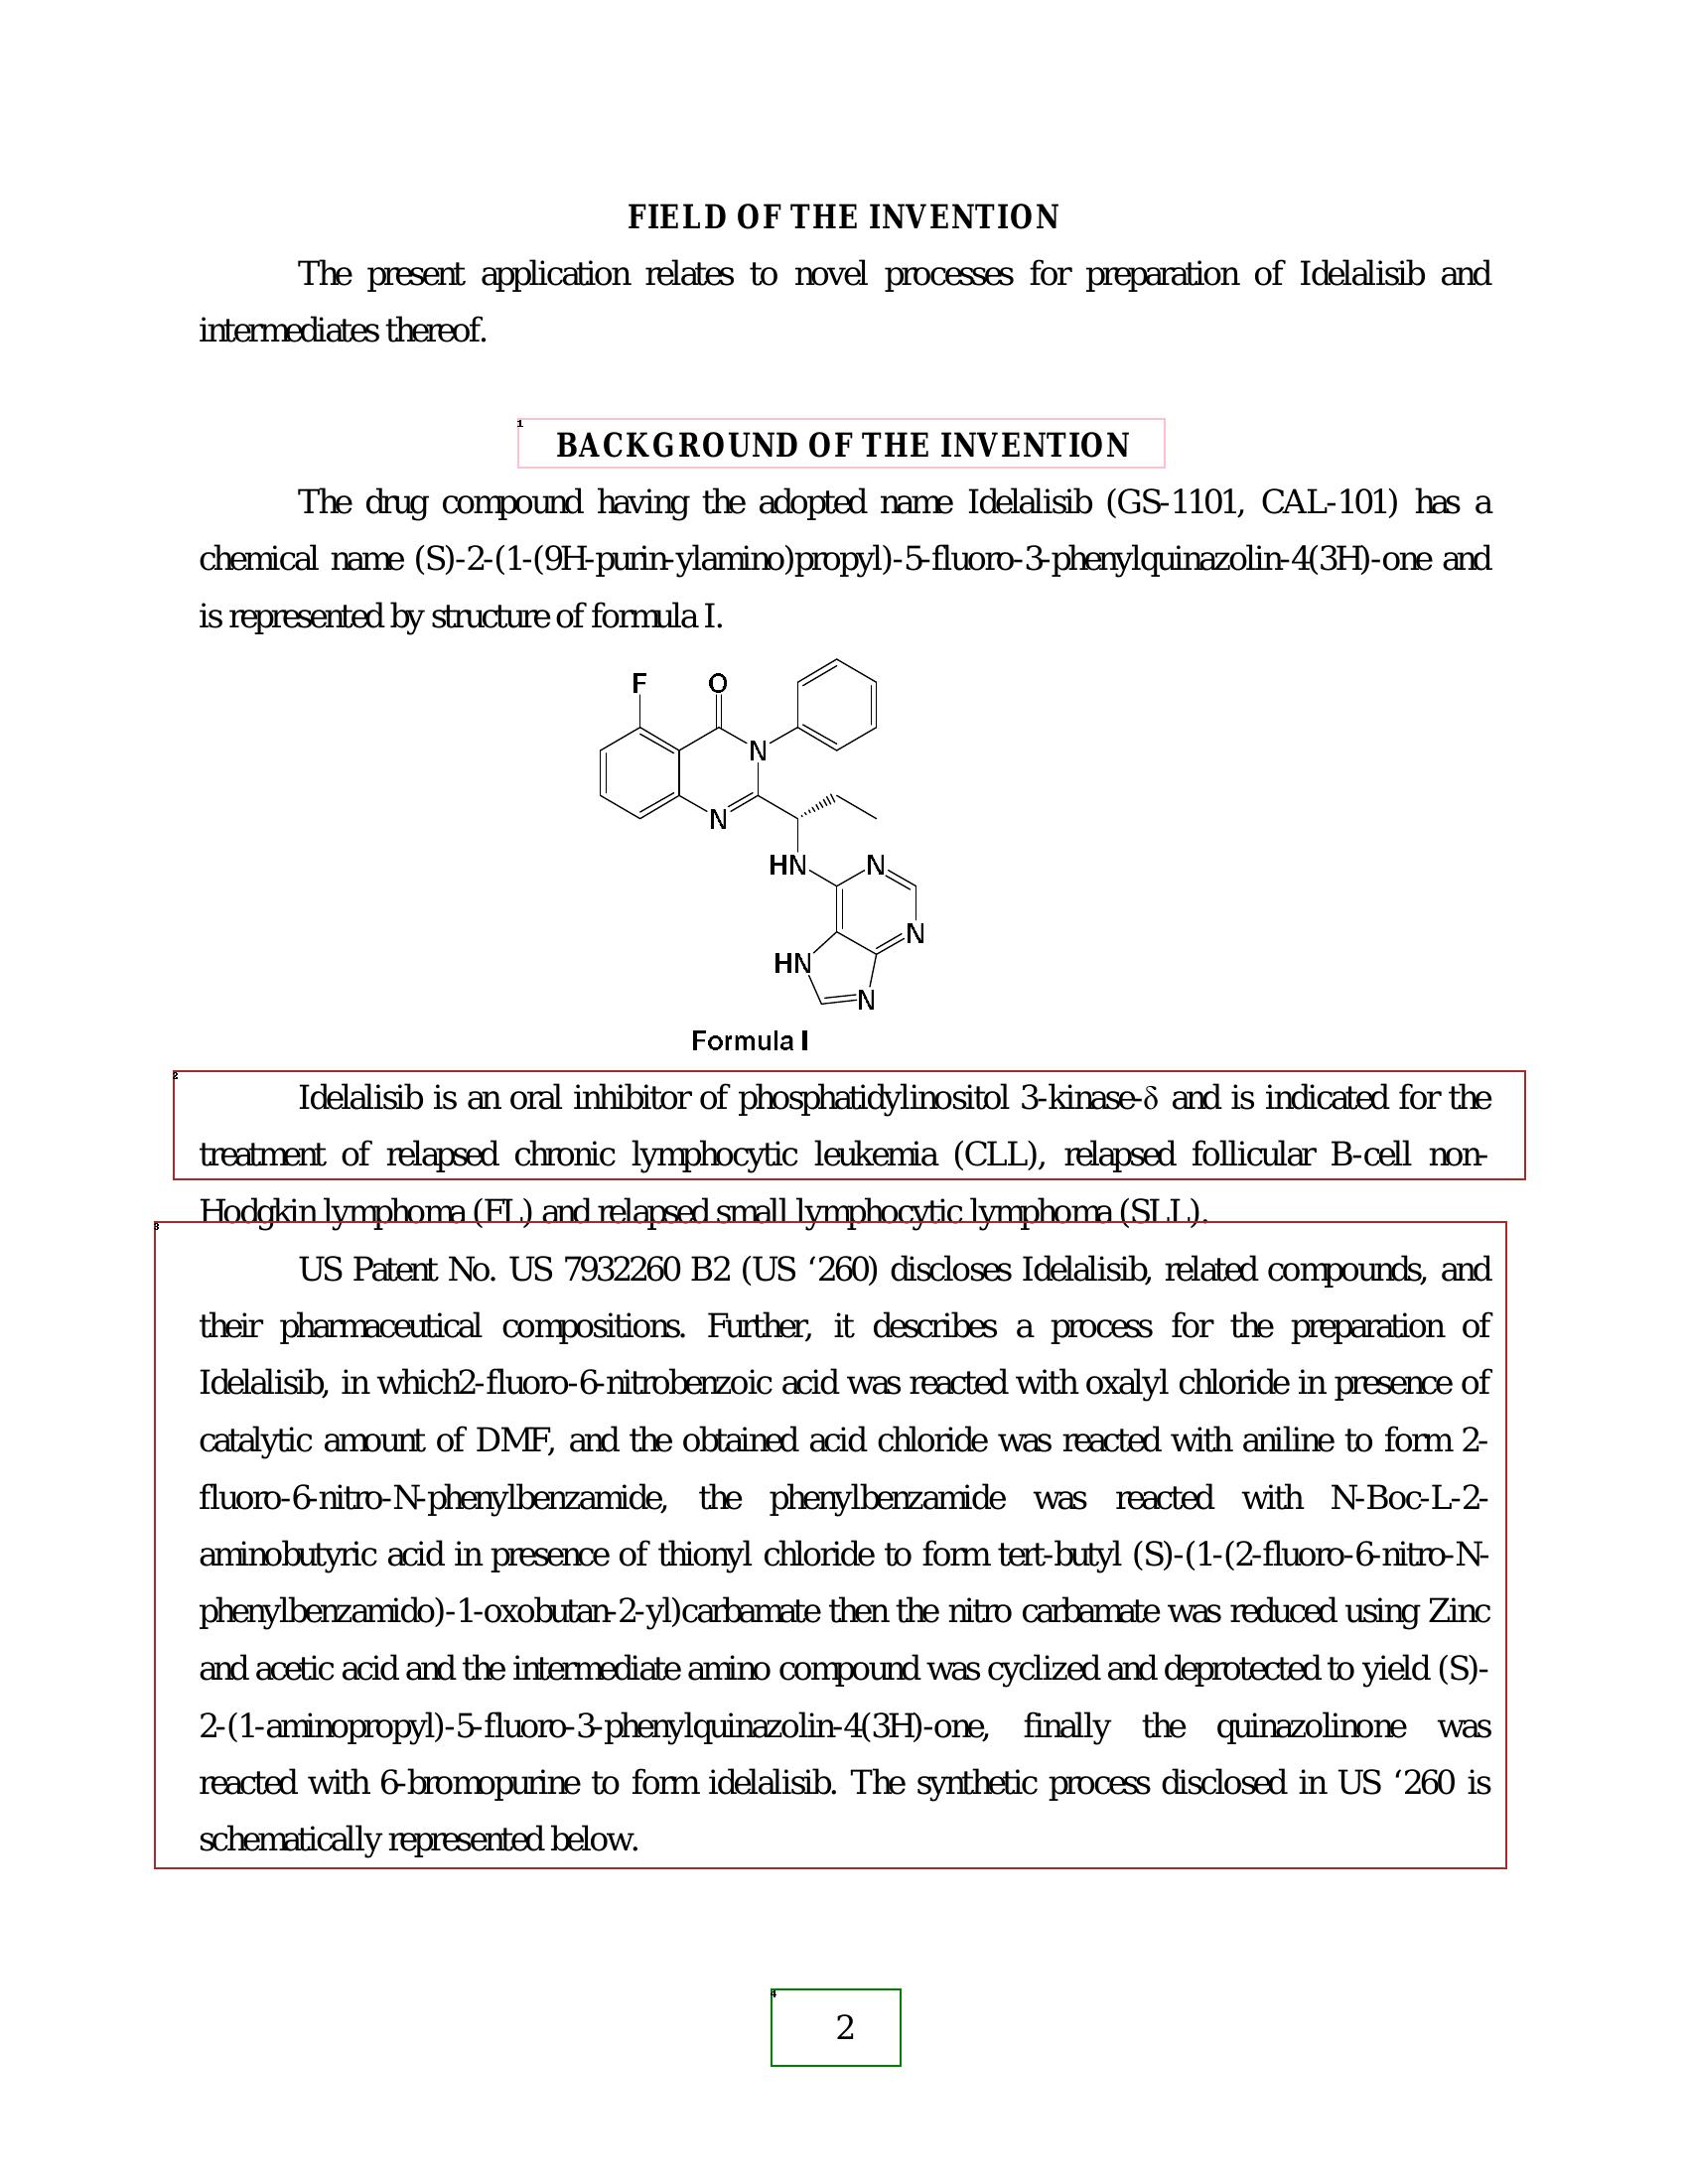 FIELD OF THE INVENTION
The present application relates to novel processes for preparation of Idelalisib and
intermediates thereof.
1
BACKGROUND OF THE INVENTION
The drug compound having the adopted name Idelalisib (GS-1101, CAL-101) has a
chemical name (S)-2-(1-(9H-purin-ylamino)propyl)-5-fluoro-3-phenylquinazolin-4(3H)-one and
is represented by structure of formula I.
F O
N
N
HN N
N
HN
N
Formula I
2
Idelalisib is an oral inhibitor of phosphatidylinositol 3-kinase-δ and is indicated for the
treatment of relapsed chronic lymphocytic leukemia (CLL), relapsed follicular B-cell non-
Hodgkin lymphoma (FL) and relapsed small lymphocytic lymphoma (SLL).
3
US Patent No. US 7932260 B2 (US ‘260) discloses Idelalisib, related compounds, and
their pharmaceutical compositions. Further, it describes a process for the preparation of
Idelalisib, in which2-fluoro-6-nitrobenzoic acid was reacted with oxalyl chloride in presence of
catalytic amount of DMF, and the obtained acid chloride was reacted with aniline to form 2-
fluoro-6-nitro-N-phenylbenzamide, the phenylbenzamide was reacted with N-Boc-L-2-
aminobutyric acid in presence of thionyl chloride to form tert-butyl (S)-(1-(2-fluoro-6-nitro-N-
phenylbenzamido)-1-oxobutan-2-yl)carbamate then the nitro carbamate was reduced using Zinc
and acetic acid and the intermediate amino compound was cyclized and deprotected to yield (S)-
2-(1-aminopropyl)-5-fluoro-3-phenylquinazolin-4(3H)-one, finally the quinazolinone was
reacted with 6-bromopurine to form idelalisib. The synthetic process disclosed in US ‘260 is
schematically represented below.
4
2